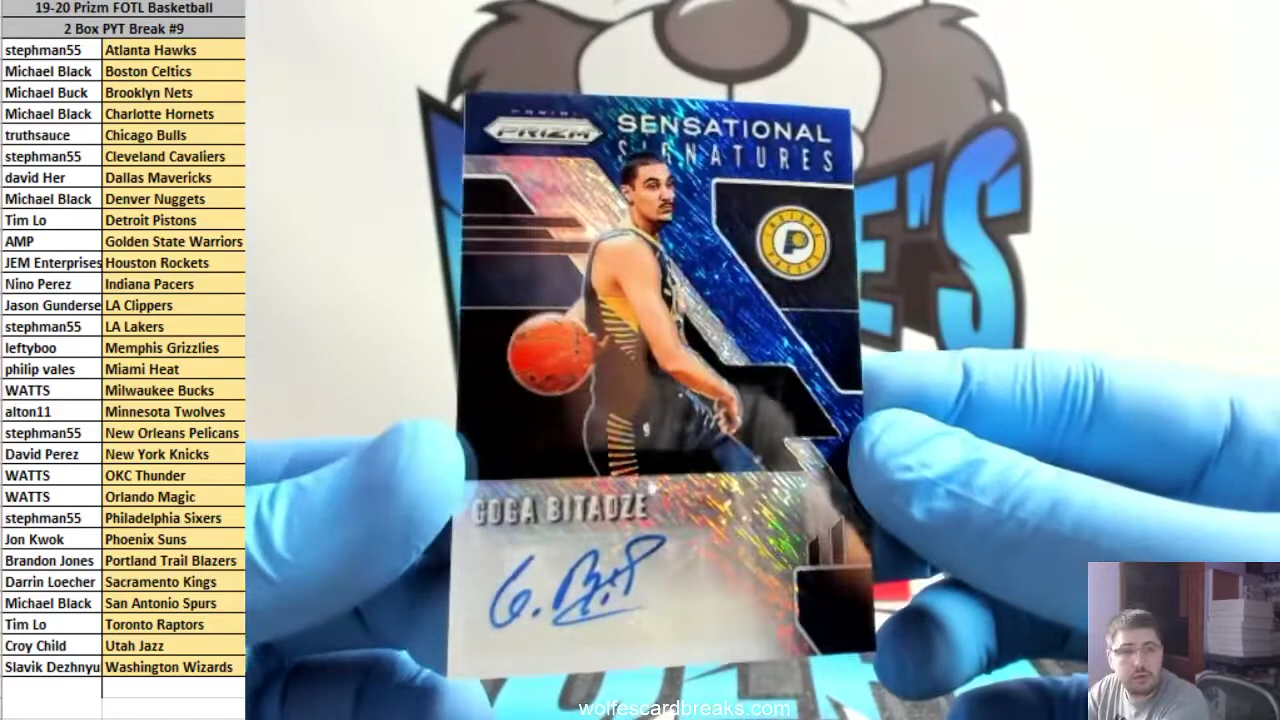 19-20 Prizm FOTL Basketball
2 Box PYT Break #9
stephman55 Atlanta Hawks
Michael Black Boston Celtics
Michael Buck Brooklyn Nets
Michael Black Charlotte Hornets
truthsauce Chicago Bulls
stephman55 Cleveland Cavaliers
david Her Dallas Mavericks
Michael Black Denver Nuggets
Tim Lo Detroit Pistons
AMP Golden State Warriors
JEM Enterprises Houston Rockets
Nino Perez Indiana Pacers
Jason Gunderse LA Clippers
stephman55 LA Lakers
leftyboo Memphis Grizzlies
philip vales Miami Heat
WATTS Milwaukee Bucks
alton11 Minnesota Twolves
stephman55 New Orleans Pelicans
David Perez New York Knicks
WATTS OKC Thunder
WATTS Orlando Magic
stephman55 Philadelphia Sixers
Jon Kwok Phoenix Suns
Brandon Jones Portland Trail Blazers
Darrin Loecher Sacramento Kings
Michael Black San Antonio Spurs
Tim Lo Toronto Raptors
Croy Child Utah Jazz
Slavik Dezhnyu Washington Wizards
PANINI
PRIZM
SENSATIONAL
SIGNATURES
INDIANA
P
PACERS
E'S
GOGA BITADZE
wolfescardbreaks.com